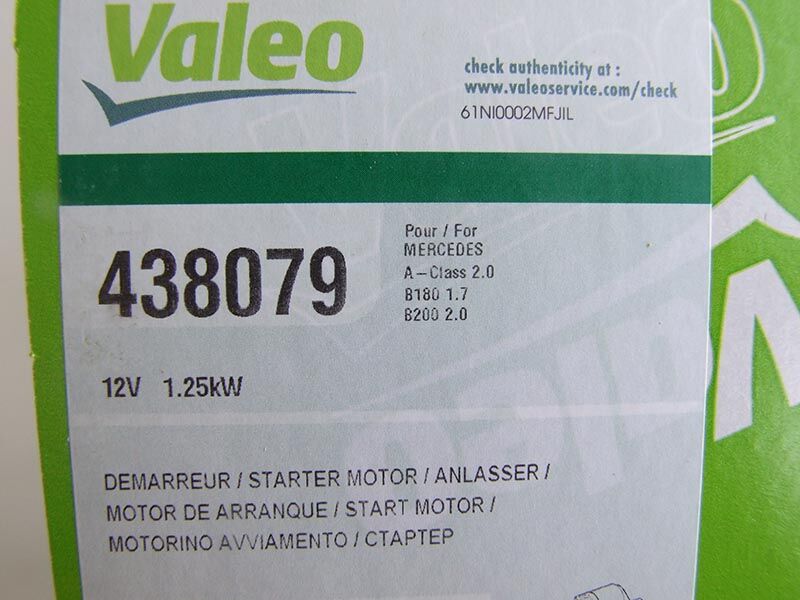 Valeo
check authenticity at :
www.valeoservice.com/check
61NI0002MFJIL
438079
Pour / For
MERCEDES
A-Class 2.0
B180 1.7
B200 2.0
12V 1.25kW
DEMARREUR / STARTER MOTOR / ANLASSER /
MOTOR DE ARRANQUE / START MOTOR /
MOTORINO AVVIAMENTO / СТАРТЕР